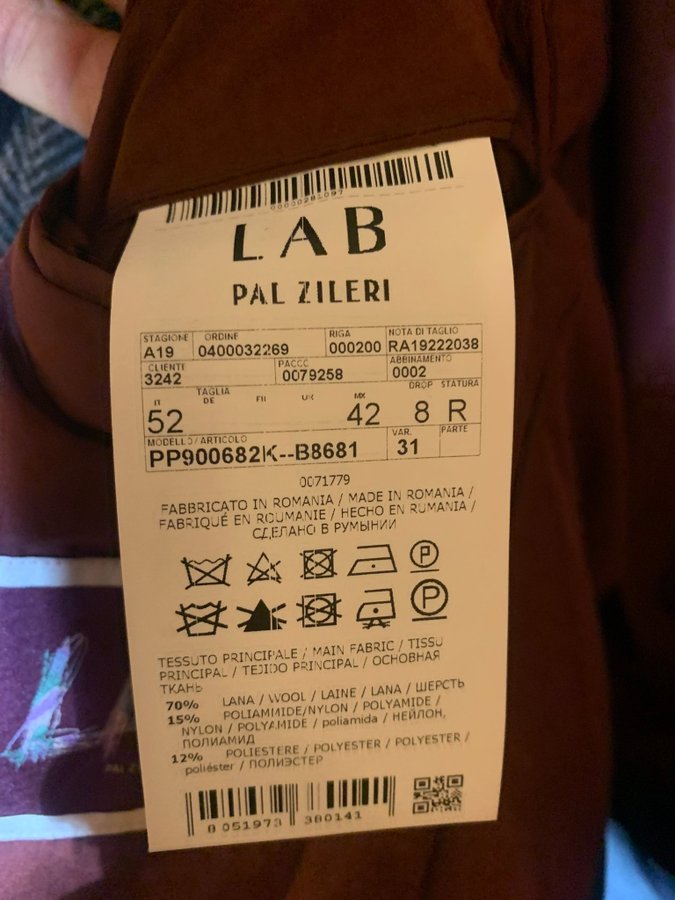 00000281097
LAB
PAL ZILERI
STAGIONE ORDINE RIGA NOTA DI TAGLIO
A19 0400032269 000200 RA19222038
CLIENTE PACCO ABBINAMENTO
3242 0079258 0002
TAGLIA DROP STATURA
IT DE FR UK MX
52 42 8 R
MODELLO/ARTICOLO VAR. PARTE
PP900682K--B8681 31
0071779
FABBRICATO IN ROMANIA / MADE IN ROMANIA /
FABRIQUÉ EN ROUMANIE / HECHO EN RUMANIA /
СДЕЛАНО В РУМЫНИИ
P
P
TESSUTO PRINCIPALE / MAIN FABRIC / TISSU
PRINCIPAL / TEJIDO PRINCIPAL / ОСНОВНАЯ
ТКАНЬ
70% LANA / WOOL / LAINE / LANA / ШЕРСТЬ
15% POLIAMMIDE/NYLON / POLYAMIDE /
NYLON / POLYAMIDE / poliamida / НЕЙЛОН,
ПОЛИАМИД
12% POLIESTERE / POLYESTER / POLYESTER /
poliéster / ПОЛИЭСТЕР
8 051973 380141
PAL